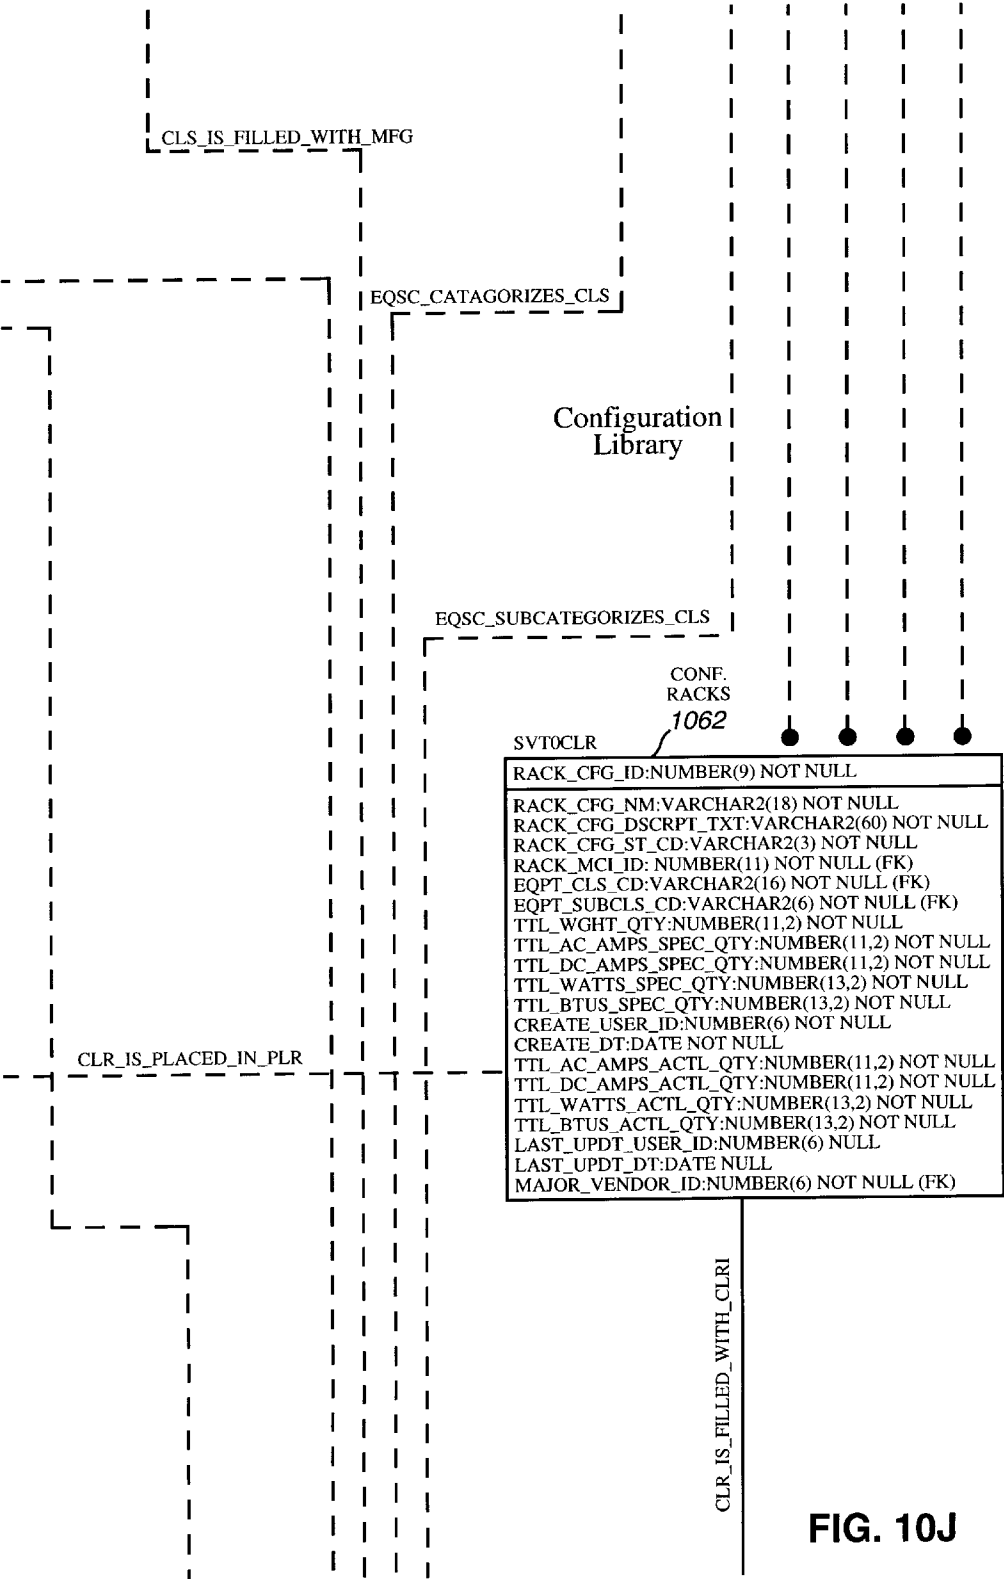 CLS_IS_FILLED_WITH_MFG
EQSC_CATAGORIZES_CLS
Configuration
Library
EQSC_SUBCATEGORIZES_CLS
CONF.
RACKS
1062
SVT0CLR
RACK_CFG_ID:NUMBER(9) NOT NULL
RACK_CFG_NM:VARCHAR2(18) NOT NULL
RACK_CFG_DSCRPT_TXT:VARCHAR2(60) NOT NULL
RACK_CFG_ST_CD:VARCHAR2(3) NOT NULL
RACK_MCI_ID: NUMBER(11) NOT NULL (FK)
EQPT_CLS_CD:VARCHAR2(16) NOT NULL (FK)
EQPT_SUBCLS_CD:VARCHAR2(6) NOT NULL (FK)
TTL_WGHT_QTY:NUMBER(11,2) NOT NULL
TTL_AC_AMPS_SPEC_QTY:NUMBER(11,2) NOT NULL
TTL_DC_AMPS_SPEC_QTY:NUMBER(11,2) NOT NULL
TTL_WATTS_SPEC_QTY:NUMBER(13,2) NOT NULL
TTL_BTUS_SPEC_QTY:NUMBER(13,2) NOT NULL
CREATE_USER_ID:NUMBER(6) NOT NULL
CREATE_DT:DATE NOT NULL
TTL_AC_AMPS_ACTL_QTY:NUMBER(11,2) NOT NULL
TTL_DC_AMPS_ACTL_QTY:NUMBER(11,2) NOT NULL
TTL_WATTS_ACTL_QTY:NUMBER(13,2) NOT NULL
TTL_BTUS_ACTL_QTY:NUMBER(13,2) NOT NULL
LAST_UPDT_USER_ID:NUMBER(6) NULL
LAST_UPDT_DT:DATE NULL
MAJOR_VENDOR_ID:NUMBER(6) NOT NULL (FK)
CLR_IS_PLACED_IN_PLR
CLR_IS_FILLED_WITH_CLRI
FIG. 10J